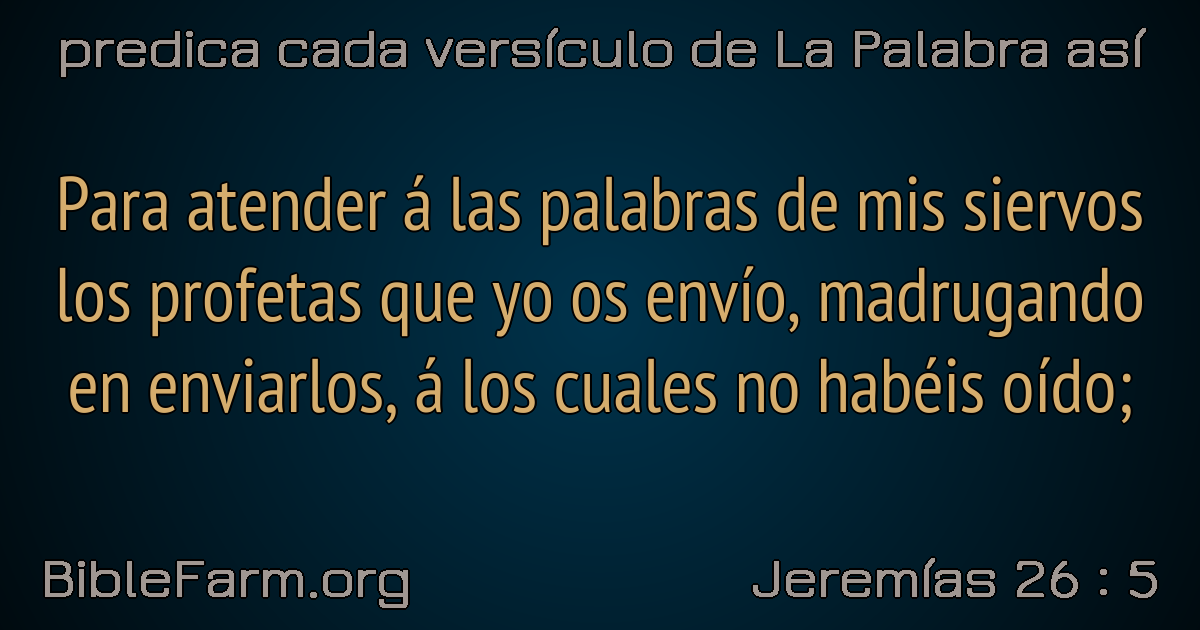 predica cada versículo de La Palabra así
Para atender á las palabras de mis siervos
los profetas que yo os envío, madrugando
en enviarlos, á los cuales no habéis oído;
BibleFarm.org
Jeremías 26 : 5